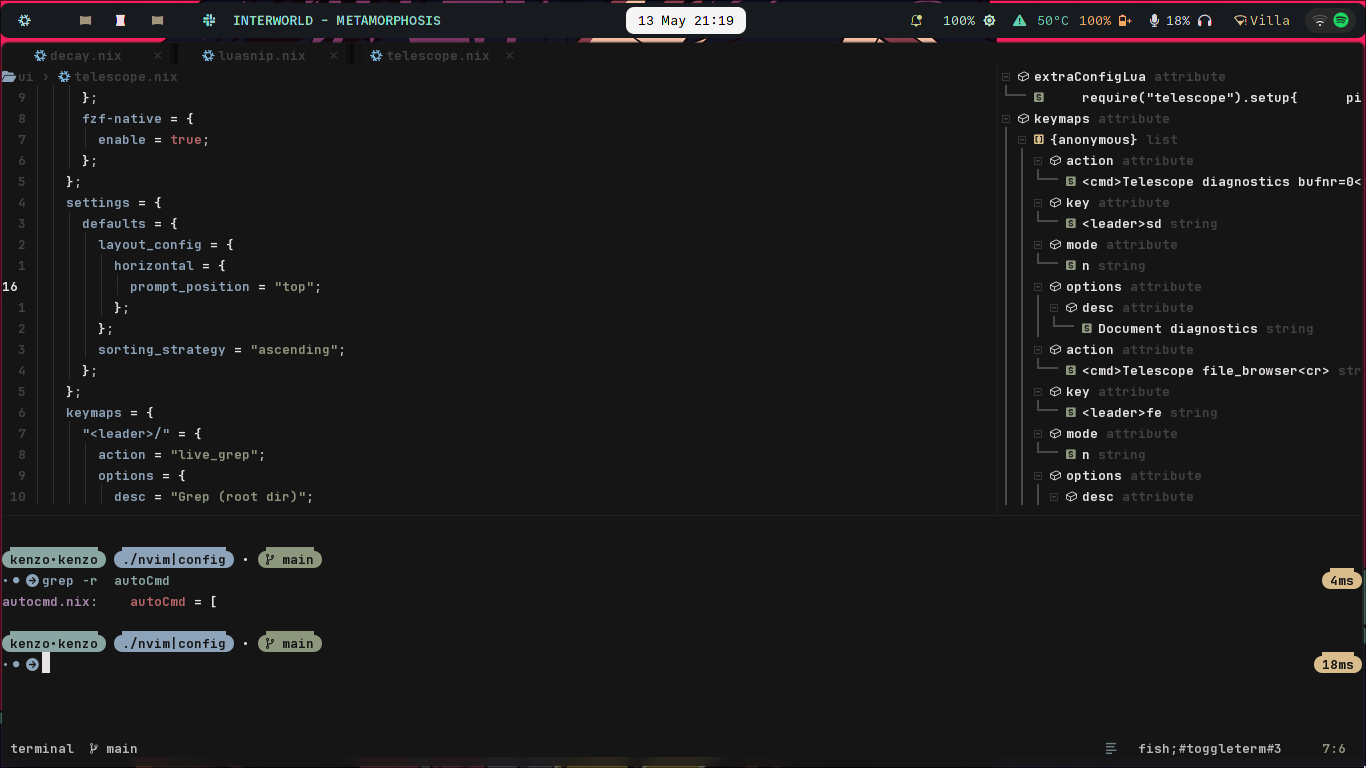 INTERWORLD - METAMORPHOSIS 13 May 21:19 100% 50°C 100% 18% Villa
decay.nix × luasnip.nix × telescope.nix ×
ui › telescope.nix
9 };
8 fzf-native = {
7 enable = true;
6 };
5 };
4 settings = {
3 defaults = {
2 layout_config = {
1 horizontal = {
16 prompt_position = "top";
1 };
2 };
3 sorting_strategy = "ascending";
4 };
5 };
6 keymaps = {
7 "<leader>/" = {
8 action = "live_grep";
9 options = {
10 desc = "Grep (root dir)";
extraConfigLua attribute
S require("telescope").setup{ pi
keymaps attribute
{anonymous} list
action attribute
S <cmd>Telescope diagnostics bufnr=0<
key attribute
S <leader>sd string
mode attribute
S n string
options attribute
desc attribute
S Document diagnostics string
action attribute
S <cmd>Telescope file_browser<cr> str
key attribute
S <leader>fe string
mode attribute
S n string
options attribute
desc attribute
kenzo•kenzo ./nvim|config • main
grep -r autoCmd 4ms
autocmd.nix: autoCmd = [
kenzo•kenzo ./nvim|config • main
18ms
terminal main fish;#toggleterm#3 7:6